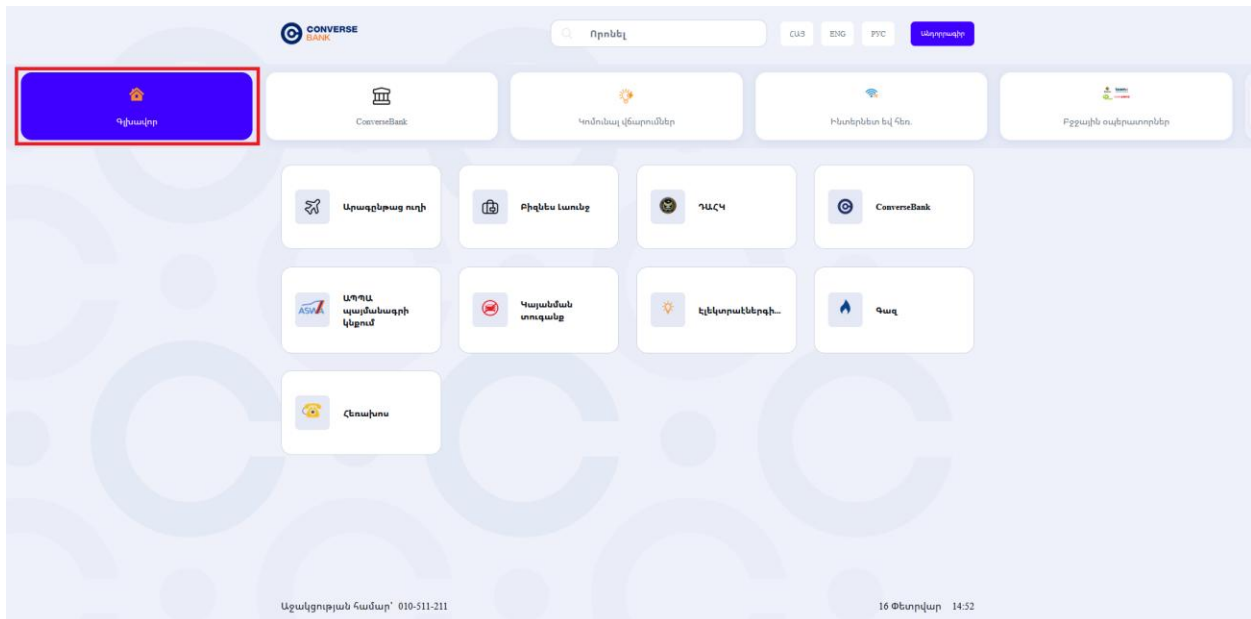 CONVERSE
BANK
Որոնել
ՀԱՅ
ENG
РУС
Անդորրագիր
Գլխավոր
ConverseBank
Կոմունալ վճարումներ
Ինտերնետ եվ հեռ.
Բջջային օպերատորներ
Արագընթաց ուղի
Բիզնես Լաունջ
ԴԱՀԿ
ConverseBank
ASWA
ԱՊՊԱ
պայմանագրի
կնքում
Կայանման
տուգանք
Էլեկտրաէներգի...
Գազ
Հեռախոս
Աջակցության համար՝ 010-511-211
16 Փետրվար 14:52